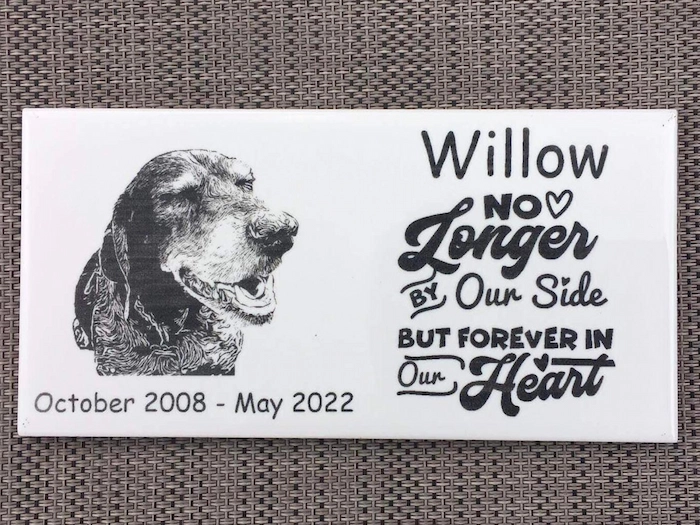 Willow
NO
Longer
BY Our Side
BUT FOREVER IN
Our Heart
October 2008 - May 2022